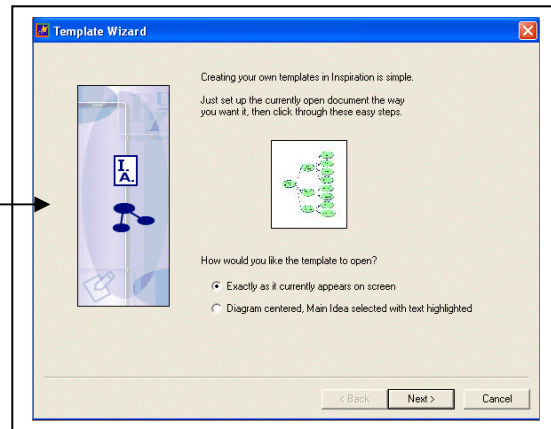 Template Wizard
Creating your own templates in Inspiration is simple.
Just set up the currently open document the way
you want it, then click through these easy steps.
I.
A.
How would you like the template to open?
Exactly as it currently appears on screen
Diagram centered, Main Idea selected with text highlighted
< Back Next > Cancel